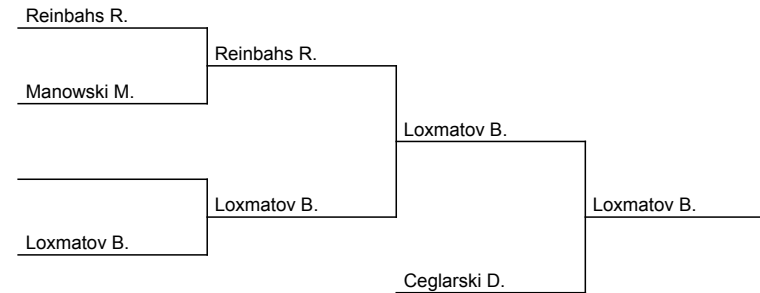 Reinbahs R.
Reinbahs R.
Manowski M.
Loxmatov B.
Loxmatov B.
Loxmatov B.
Loxmatov B.
Ceglarski D.